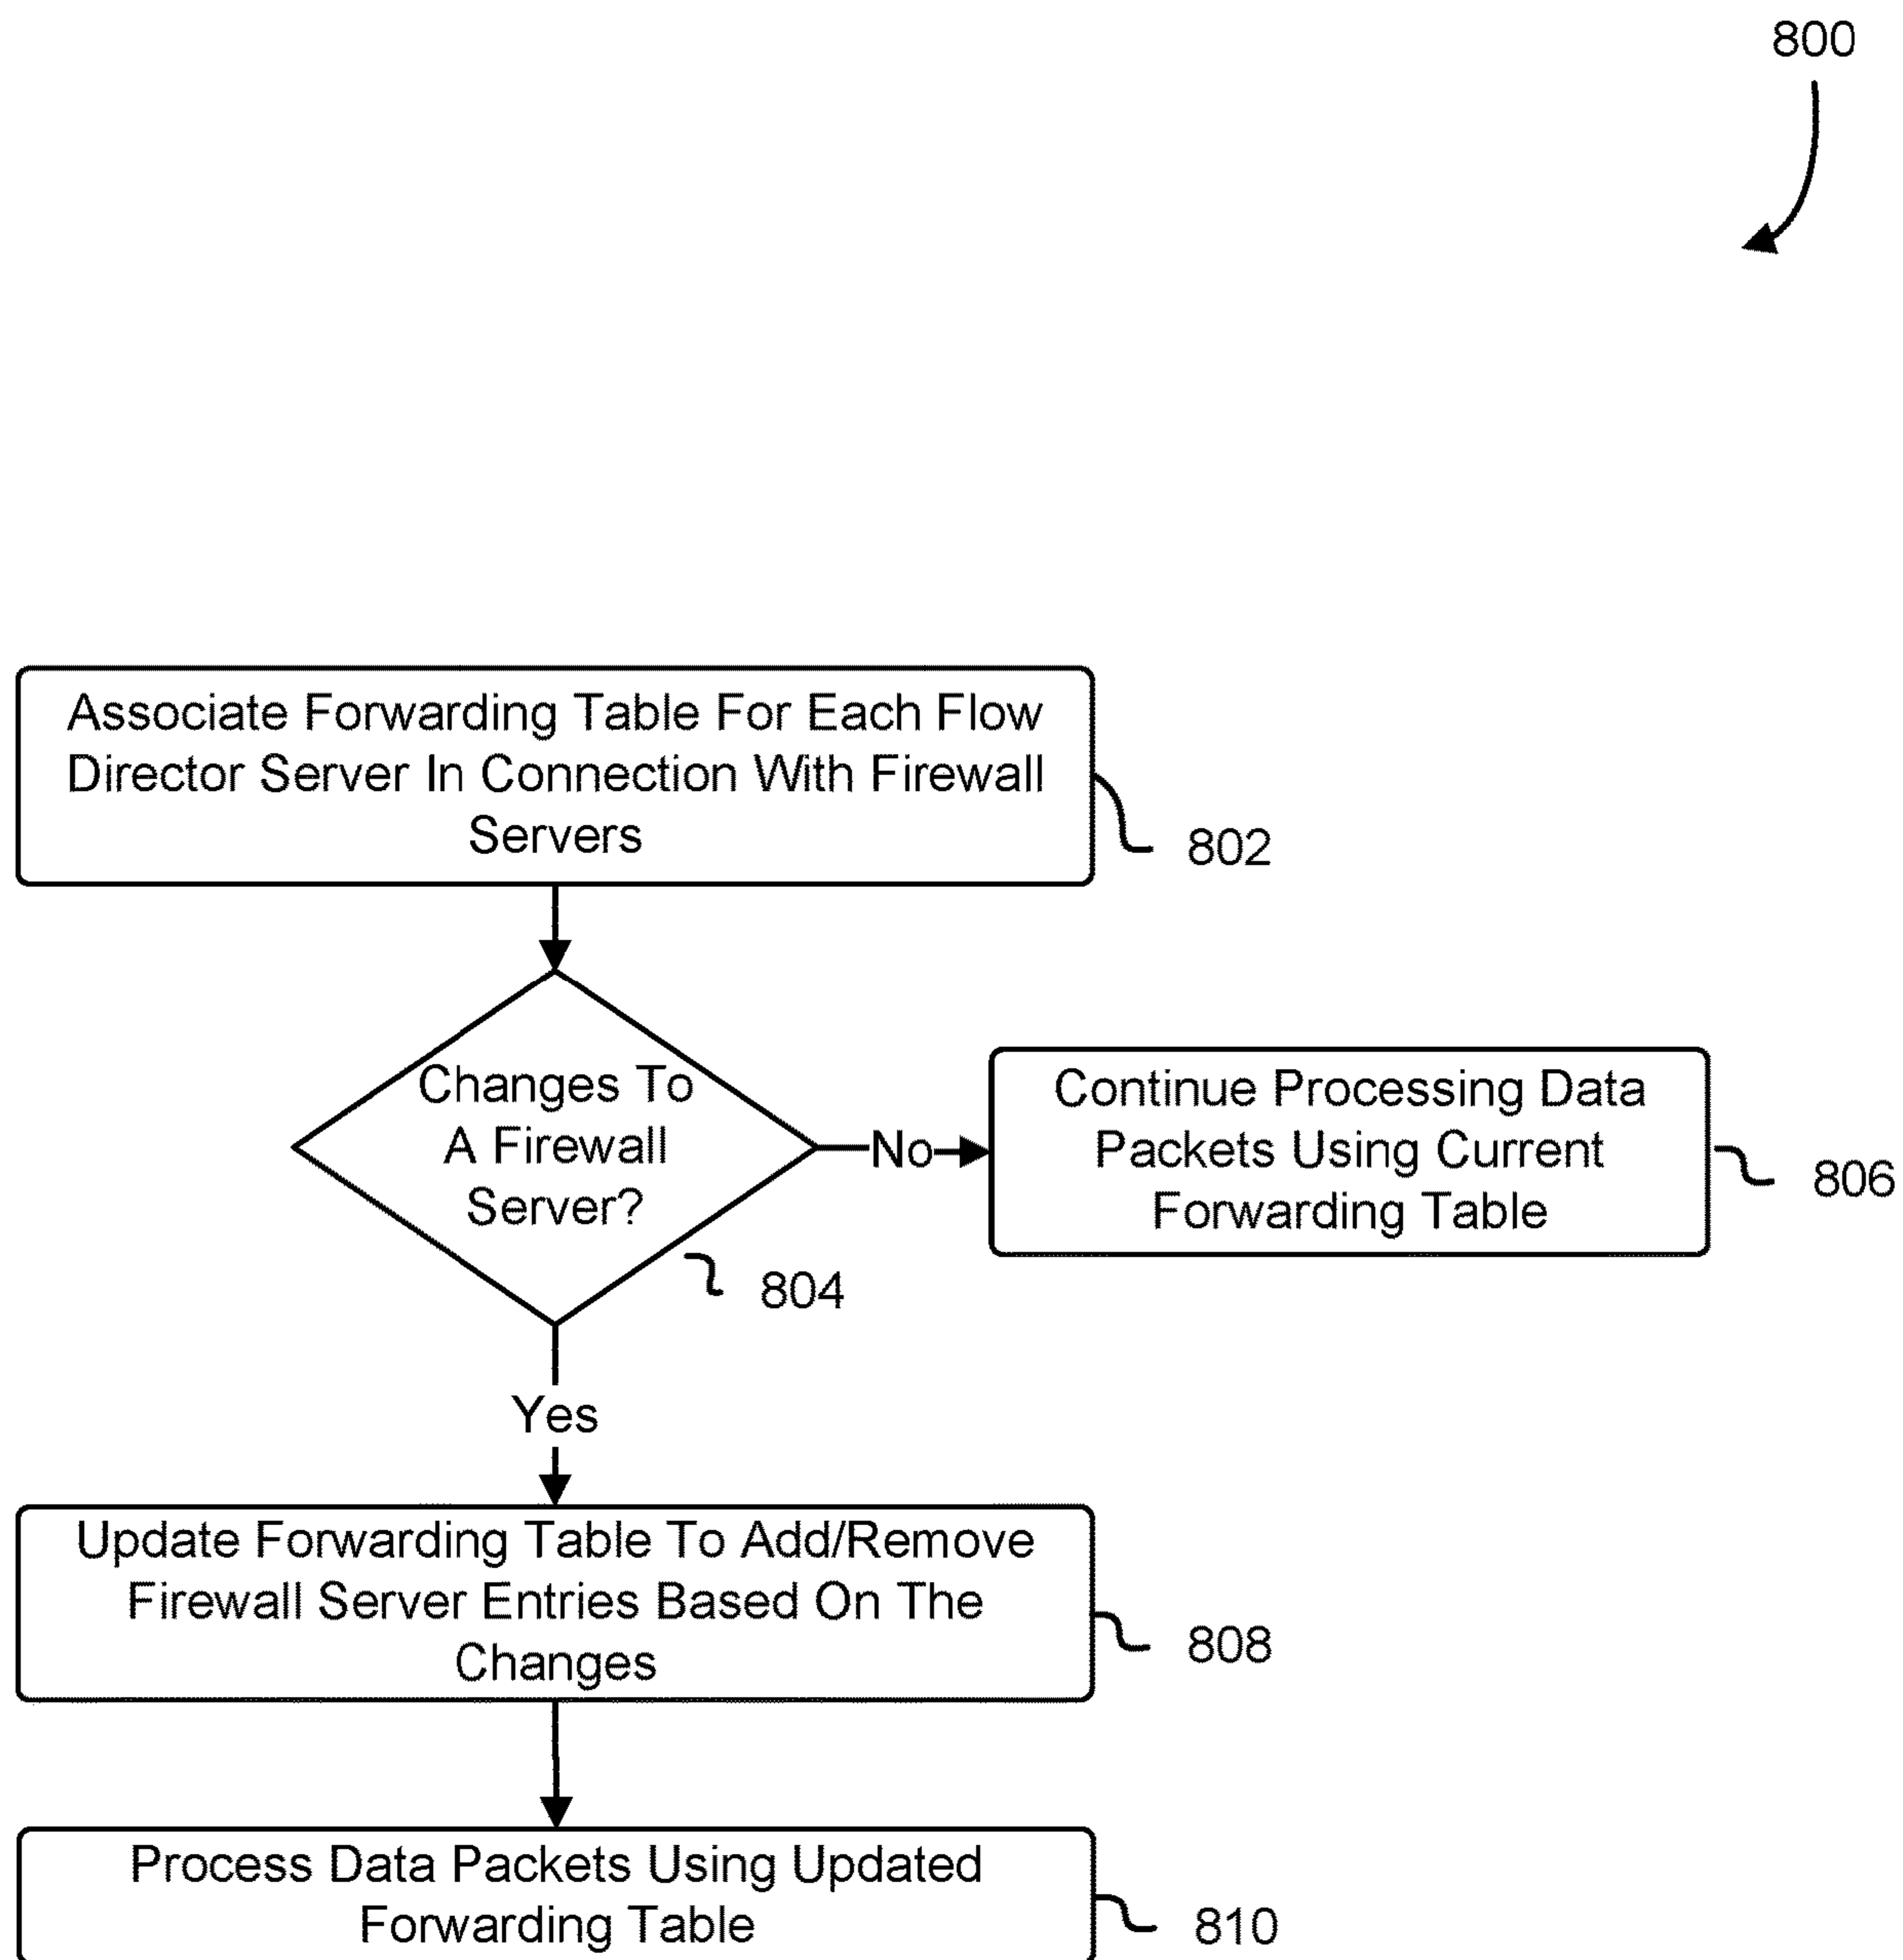 800
Associate Forwarding Table For Each Flow
Director Server In Connection With Firewall
Servers
802
Changes To
A Firewall
Server?
804
No
Continue Processing Data
Packets Using Current
Forwarding Table
806
Yes
Update Forwarding Table To Add/Remove
Firewall Server Entries Based On The
Changes
808
Process Data Packets Using Updated
Forwarding Table
810